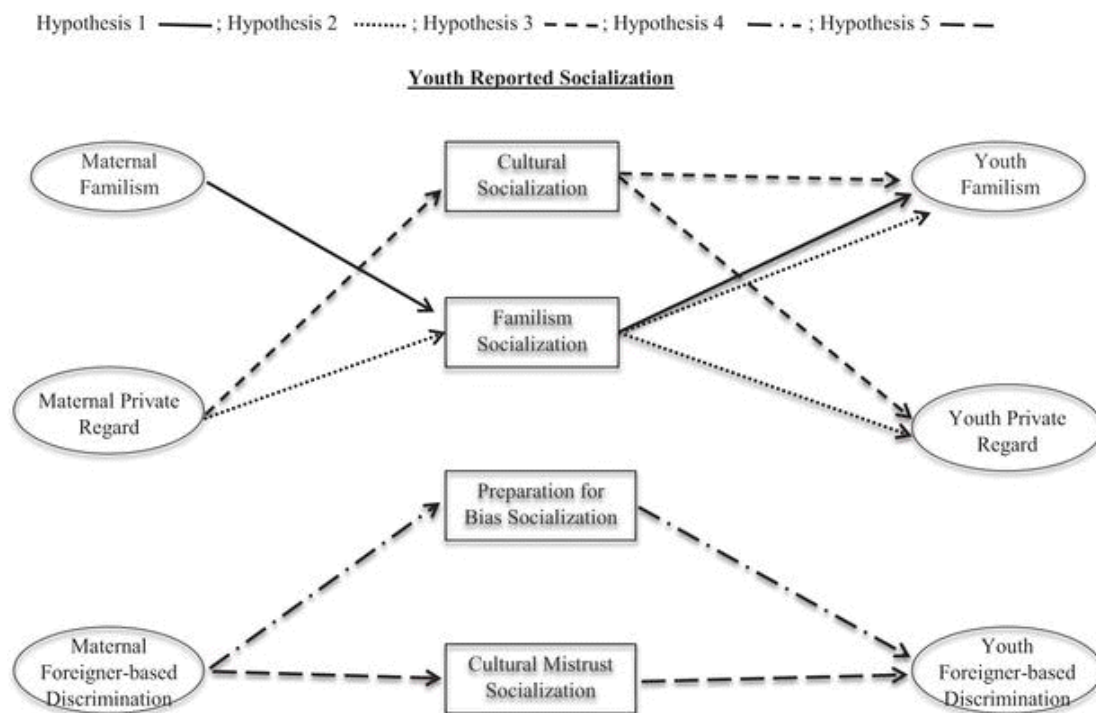 Hypothesis 1 ; Hypothesis 2 ; Hypothesis 3 ; Hypothesis 4 ; Hypothesis 5
Youth Reported Socialization
Maternal
Familism
Cultural
Socialization
Youth
Familism
Familism
Socialization
Maternal Private
Regard
Youth Private
Regard
Preparation for
Bias Socialization
Maternal
Foreigner-based
Discrimination
Cultural Mistrust
Socialization
Youth
Foreigner-based
Discrimination